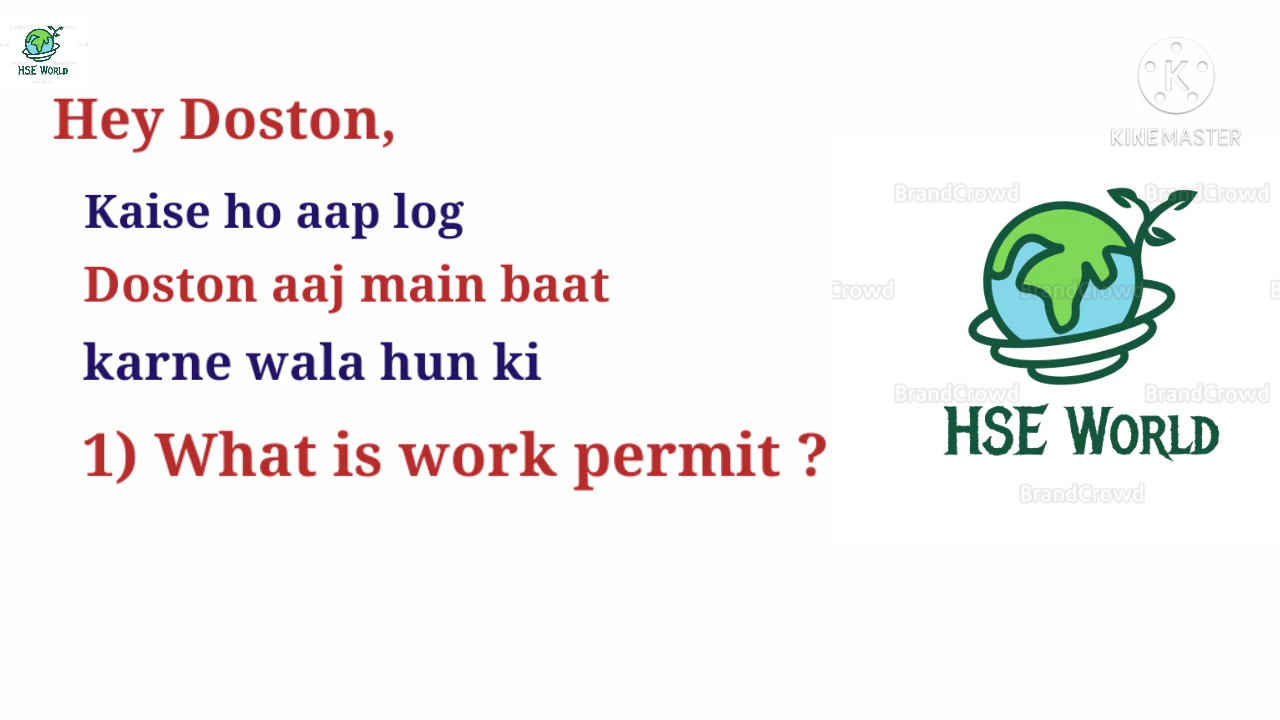 HSE WORLD
KINEMASTER
Hey Doston,
Kaise ho aap log
Doston aaj main baat
karne wala hun ki
1) What is work permit ?
BrandCrowd
BrandCrowd
Crowd
BrandCrowd
BrandCrowd
BrandCrowd
HSE WORLD
BrandCrowd